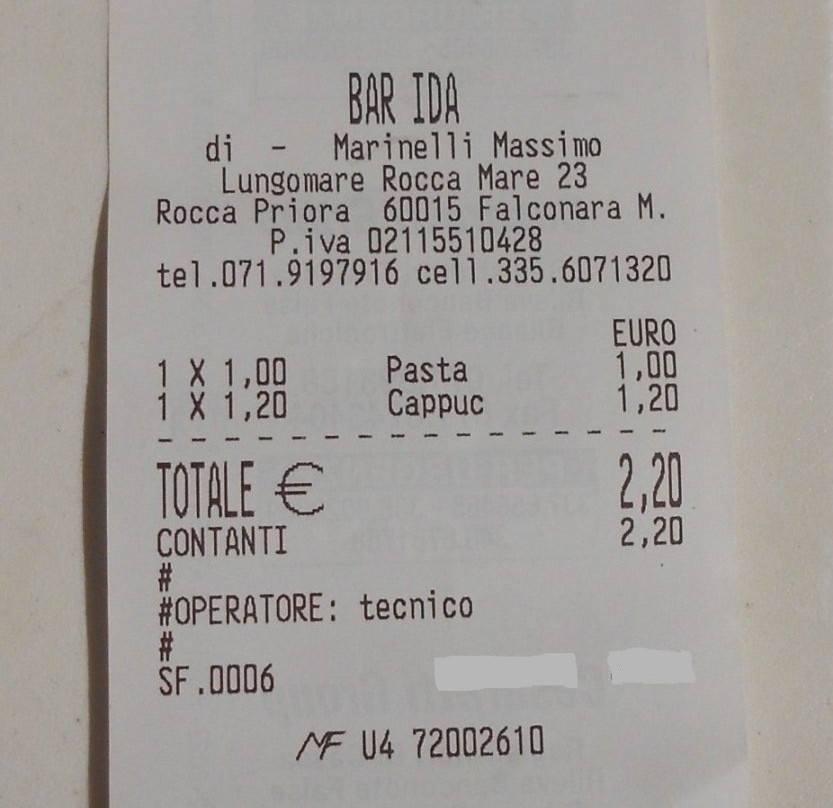 BAR IDA
di - Marinelli Massimo
Lungomare Rocca Mare 23
Rocca Priora 60015 Falconara M.
P.iva 02115510428
tel.071.9197916 cell.335.6071320
EURO
1 X 1,00 Pasta 1,00
1 X 1,20 Cappuc 1,20
TOTALE € 2,20
CONTANTI 2,20
#
#OPERATORE: tecnico
#
SF.0006
MF U4 72002610